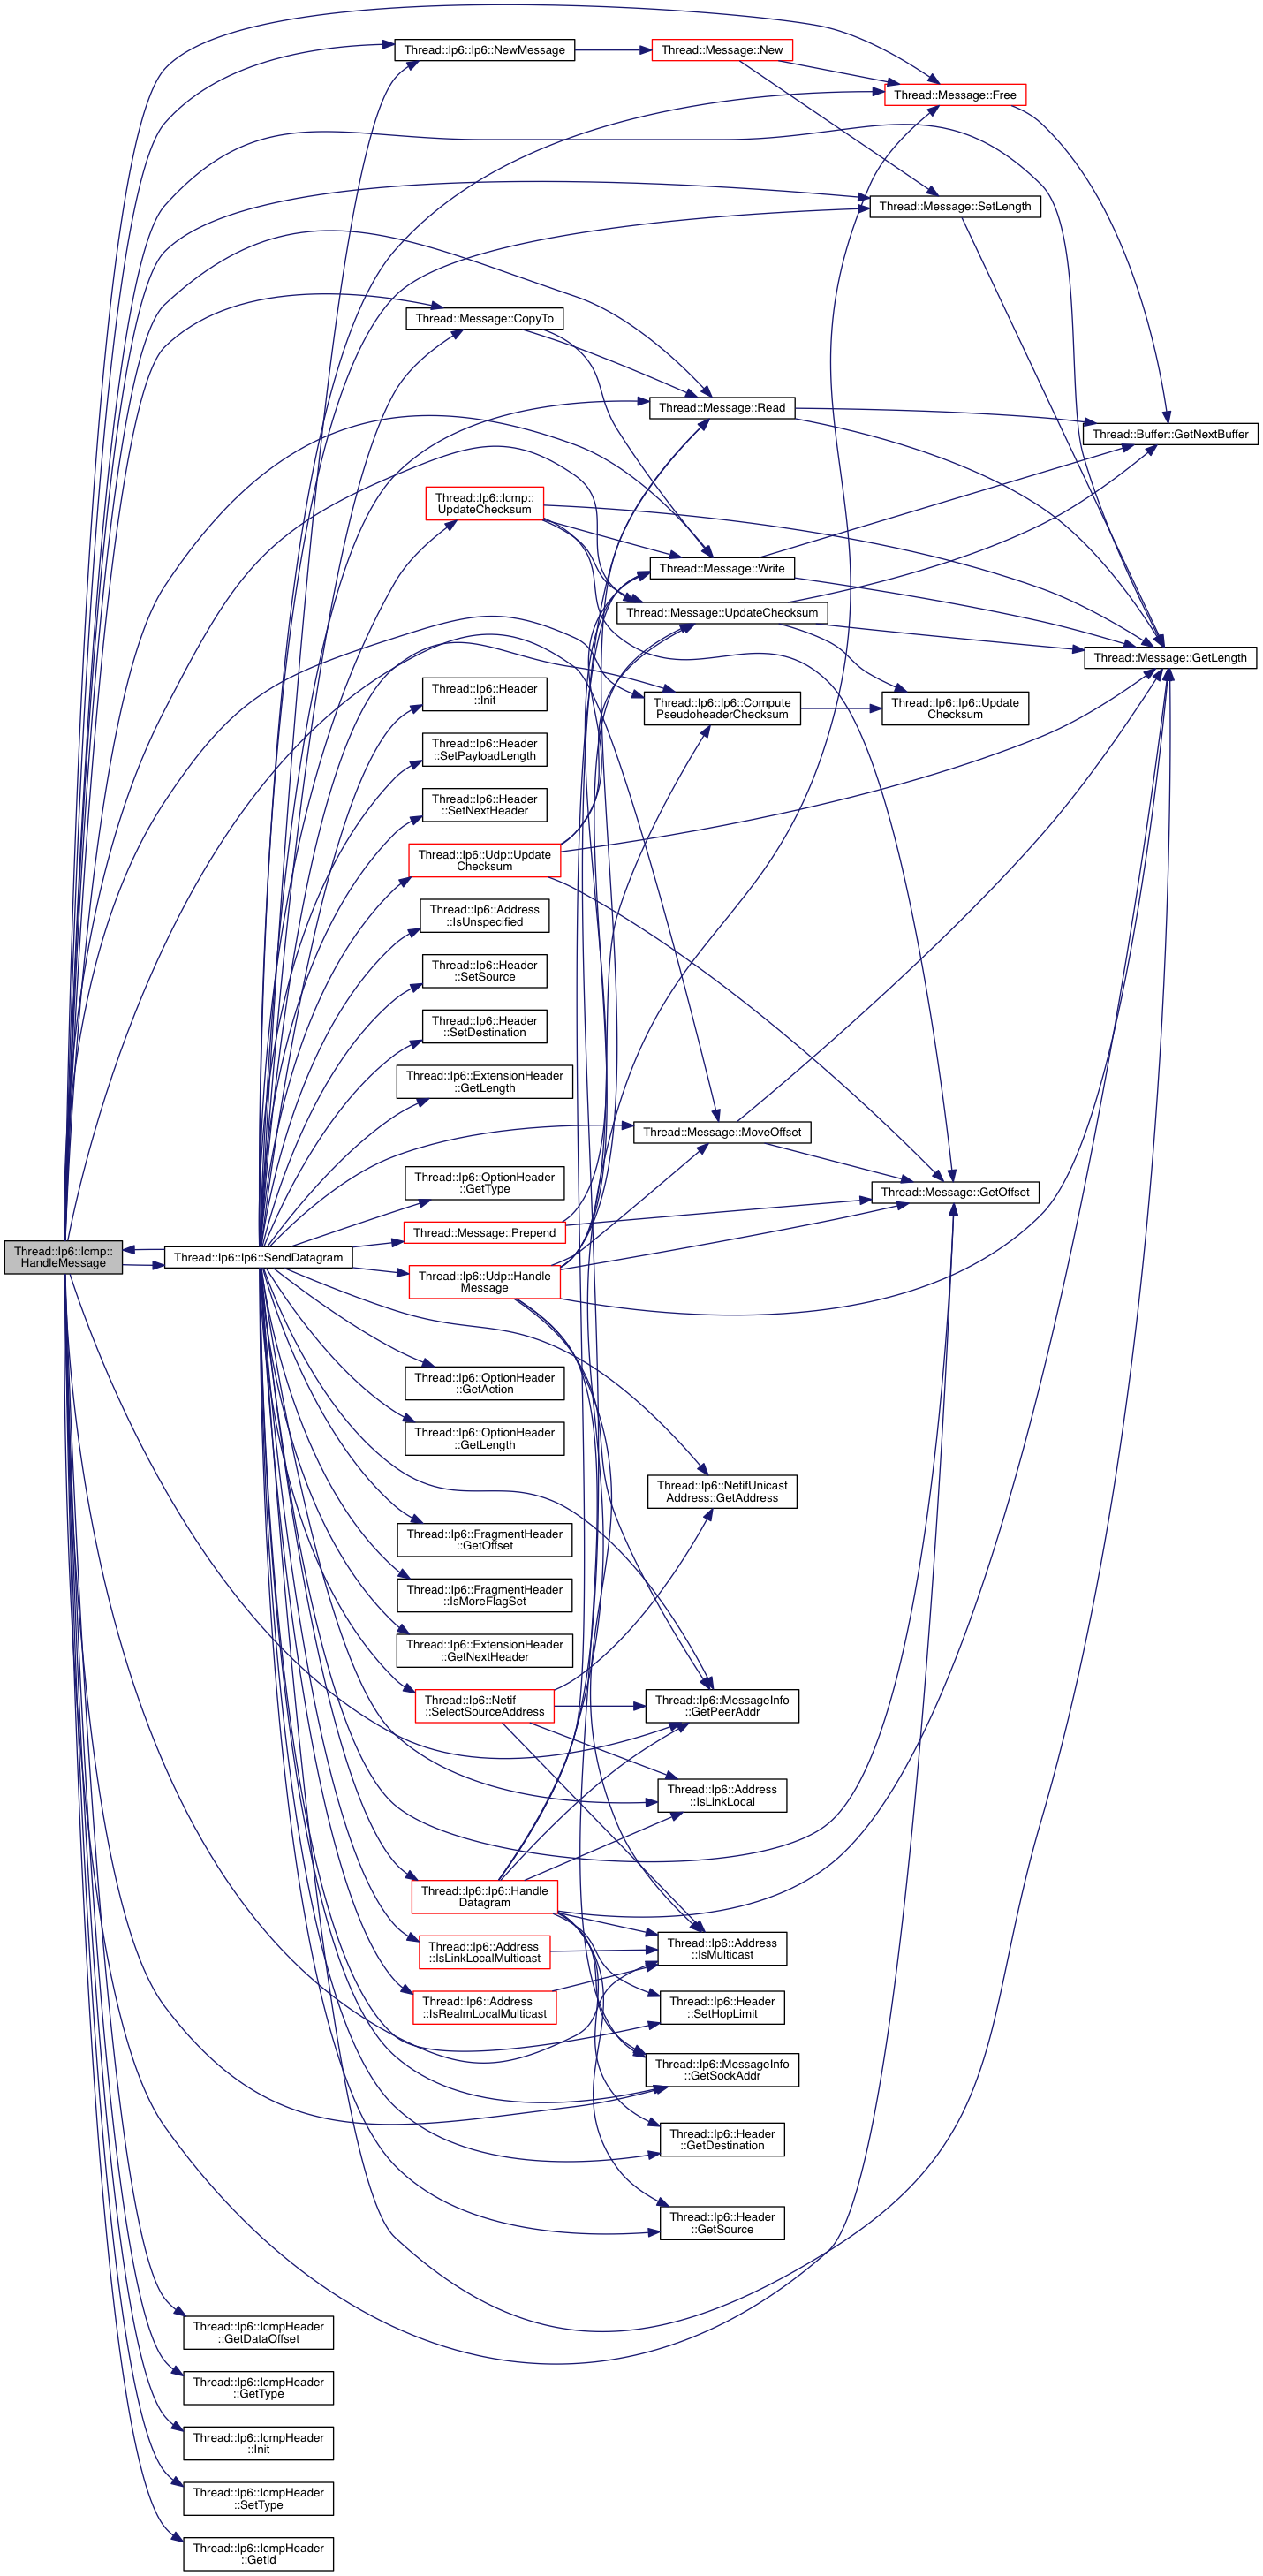 Thread::Ip6::Ip6::NewMessage
Thread::Message::New
Thread::Message::Free
Thread::Message::SetLength
Thread::Message::CopyTo
Thread::Message::Read
Thread::Buffer::GetNextBuffer
Thread::Ip6::Icmp::
UpdateChecksum
Thread::Message::Write
Thread::Message::UpdateChecksum
Thread::Message::GetLength
Thread::Ip6::Header
::Init
Thread::Ip6::Ip6::Compute
PseudoheaderChecksum
Thread::Ip6::Ip6::Update
Checksum
Thread::Ip6::Header
::SetPayloadLength
Thread::Ip6::Header
::SetNextHeader
Thread::Ip6::Udp::Update
Checksum
Thread::Ip6::Address
::IsUnspecified
Thread::Ip6::Header
::SetSource
Thread::Ip6::Header
::SetDestination
Thread::Ip6::ExtensionHeader
::GetLength
Thread::Message::MoveOffset
Thread::Ip6::OptionHeader
::GetType
Thread::Message::GetOffset
Thread::Message::Prepend
Thread::Ip6::Icmp::
HandleMessage
Thread::Ip6::Ip6::SendDatagram
Thread::Ip6::Udp::Handle
Message
Thread::Ip6::OptionHeader
::GetAction
Thread::Ip6::OptionHeader
::GetLength
Thread::Ip6::NetifUnicast
Address::GetAddress
Thread::Ip6::FragmentHeader
::GetOffset
Thread::Ip6::FragmentHeader
::IsMoreFlagSet
Thread::Ip6::ExtensionHeader
::GetNextHeader
Thread::Ip6::Netif
::SelectSourceAddress
Thread::Ip6::MessageInfo
::GetPeerAddr
Thread::Ip6::Address
::IsLinkLocal
Thread::Ip6::Ip6::Handle
Datagram
Thread::Ip6::Address
::IsLinkLocalMulticast
Thread::Ip6::Address
::IsMulticast
Thread::Ip6::Address
::IsRealmLocalMulticast
Thread::Ip6::Header
::SetHopLimit
Thread::Ip6::MessageInfo
::GetSockAddr
Thread::Ip6::Header
::GetDestination
Thread::Ip6::Header
::GetSource
Thread::Ip6::IcmpHeader
::GetDataOffset
Thread::Ip6::IcmpHeader
::GetType
Thread::Ip6::IcmpHeader
::Init
Thread::Ip6::IcmpHeader
::SetType
Thread::Ip6::IcmpHeader
::GetId